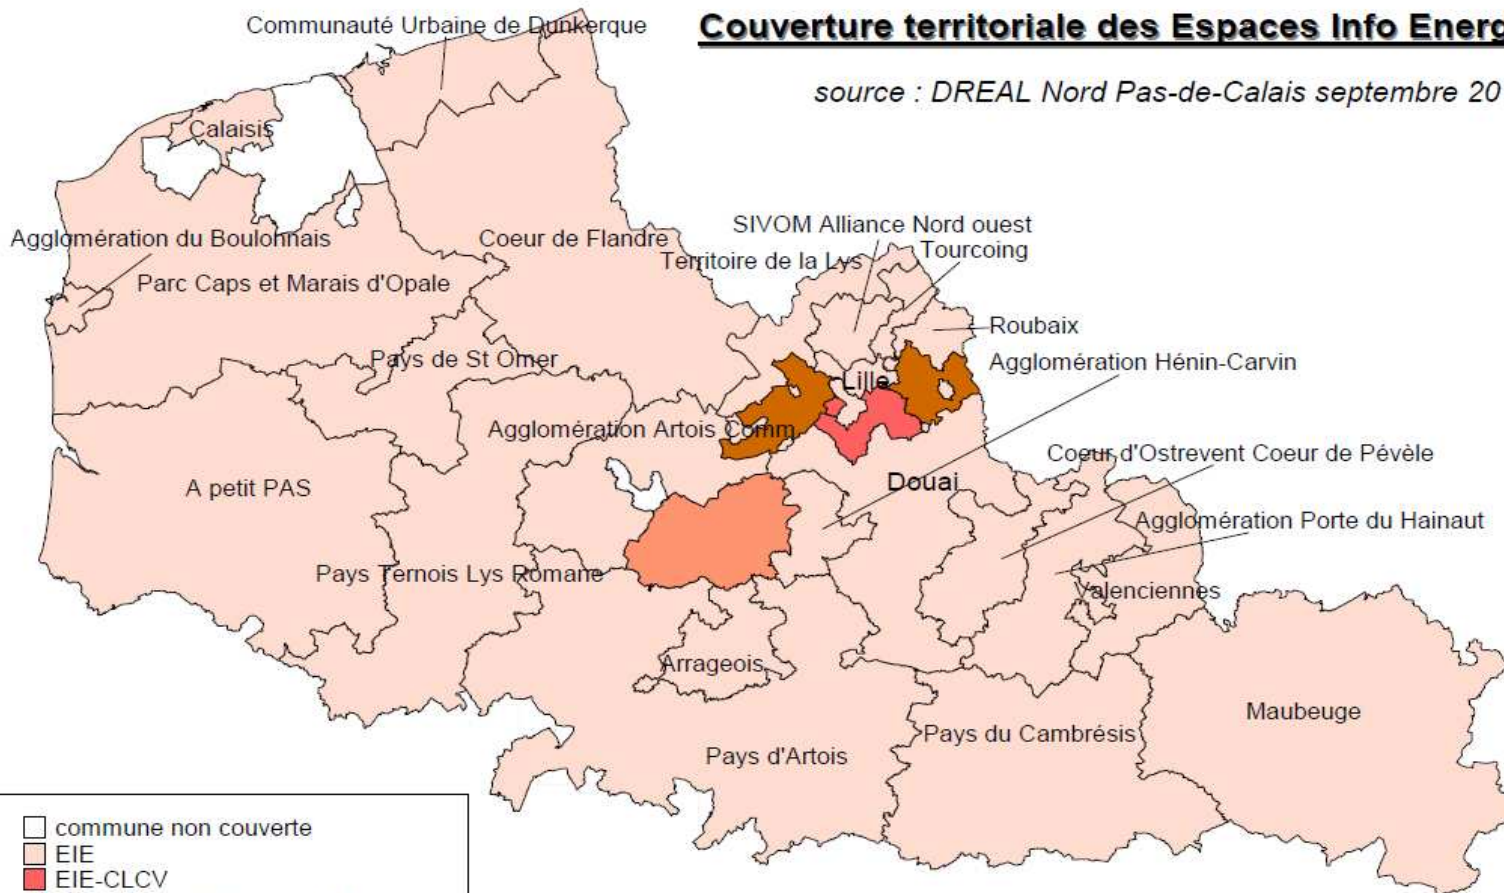 Communauté Urbaine de Dunkerque
Couverture territoriale des Espaces Info Energ
source : DREAL Nord Pas-de-Calais septembre 20
Calaisis
Agglomération du Boulonnais
Coeur de Flandre
SIVOM Alliance Nord ouest
Territoire de la Lys
Tourcoing
Parc Caps et Marais d'Opale
Roubaix
Pays de St Omer
Agglomération Hénin-Carvin
Lille
Agglomération Artois Comm
Coeur d'Ostrevent Coeur de Pévèle
A petit PAS
Douai
Agglomération Porte du Hainaut
Pays Ternois Lys Romane
Valenciennes
Arrageois
Maubeuge
Pays du Cambrésis
Pays d'Artois
commune non couverte
EIE
EIE-CLCV